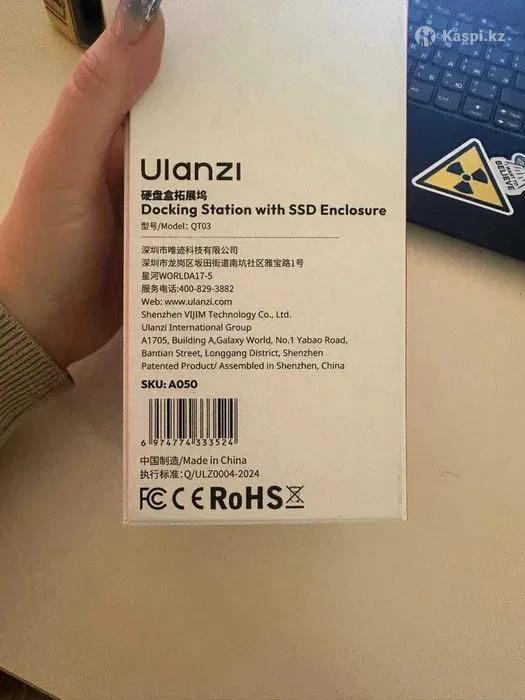 Kaspi.kz
Ulanzi
硬盘盒拓展坞
Docking Station with SSD Enclosure
型号/Model: QT03
深圳市唯迹科技有限公司
深圳市龙岗区坂田街道南坑社区雅宝路1号
星河WORLDA17-5
服务电话:400-829-3882
Web: www.ulanzi.com
Shenzhen VIJIM Technology Co., Ltd.
Ulanzi International Group
A1705, Building A,Galaxy World, No.1 Yabao Road,
Bantian Street, Longgang District, Shenzhen
Patented Product/ Assembled in Shenzhen, China
SKU: A050
6 974774 333524
中国制造/Made in China
执行标准: Q/ULZ0004-2024
FC CE RoHS
BELIEVE